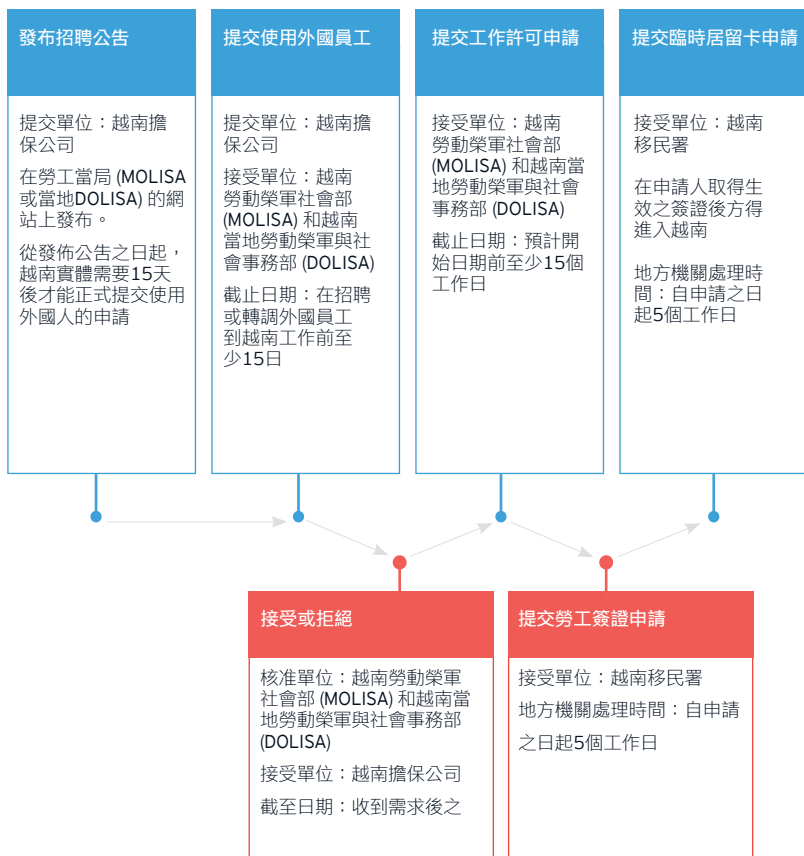 發布招聘公告
提交單位：越南擔
保公司
在勞工當局 (MOLISA
或當地DOLISA) 的網
站上發布。
從發佈公告之日起，
越南實體需要15天
後才能正式提交使用
外國人的申請
提交使用外國員工
提交單位：越南擔
保公司
接受單位：越南
勞動榮軍社會部
(MOLISA) 和越南
當地勞動榮軍與社
會事務部 (DOLISA)
截止日期：在招聘
或轉調外國員工
到越南工作前至
少15日
提交工作許可申請
接受單位：越南
勞動榮軍社會部
(MOLISA) 和越南當
地勞動榮軍與社會
事務部 (DOLISA)
截止日期：預計開
始日期前至少15個
工作日
提交臨時居留卡申請
接受單位：越南
移民署
在申請人取得生
效之簽證後方得
進入越南
地方機關處理時
間：自申請之日
起5個工作日
接受或拒絕
核准單位：越南勞動榮軍
社會部 (MOLISA) 和越南當
地勞動榮軍與社會事務部
(DOLISA)
接受單位：越南擔保公司
截至日期：收到需求後之
提交勞工簽證申請
接受單位：越南移民署
地方機關處理時間：自申請
之日起5個工作日